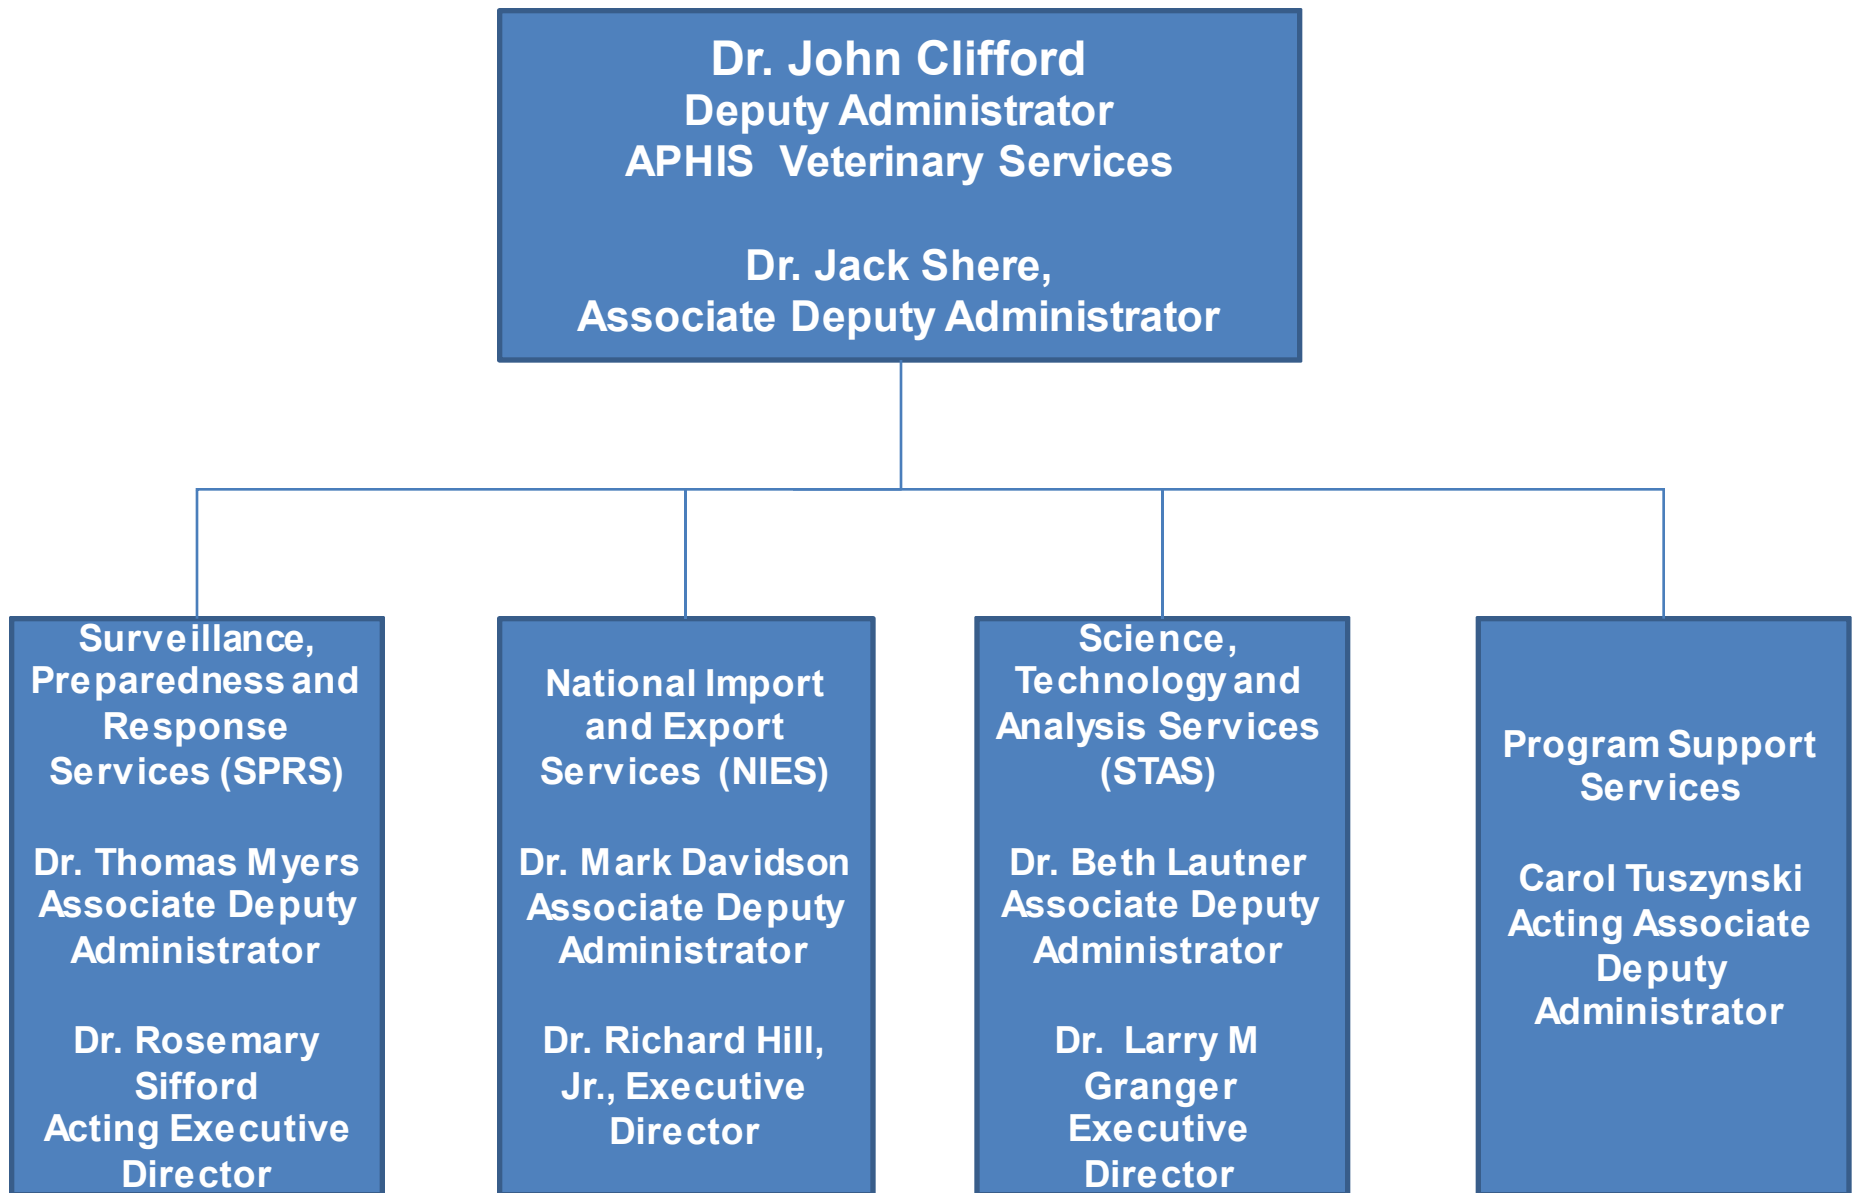 Dr. John Clifford
Deputy Administrator
APHIS  Veterinary Services
Dr. Jack Shere,
Associate Deputy Administrator
Surveillance,
Preparedness and
Response
Services (SPRS)
Dr. Thomas Myers
Associate Deputy
Administrator
Dr. Rosemary
Sifford
Acting Executive
Director
National Import
and Export
Services  (NIES)
Dr. Mark Davidson
Associate Deputy
Administrator
Dr. Richard Hill,
Jr., Executive
Director
Science,
Technology and
Analysis Services
(STAS)
Dr. Beth Lautner
Associate Deputy
Administrator
Dr.  Larry M
Granger
Executive
Director
Program Support
Services
Carol Tuszynski
Acting Associate
Deputy
Administrator